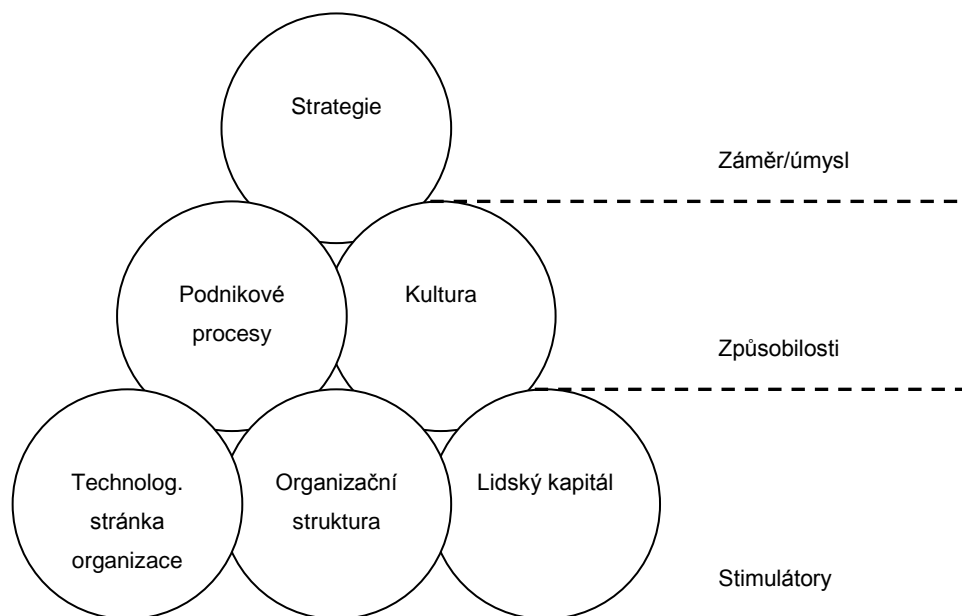 Strategie
Záměr/úmysl
Podnikové
procesy
Kultura
Způsobilosti
Technolog.
stránka
organizace
Organizační
struktura
Lidský kapitál
Stimulátory